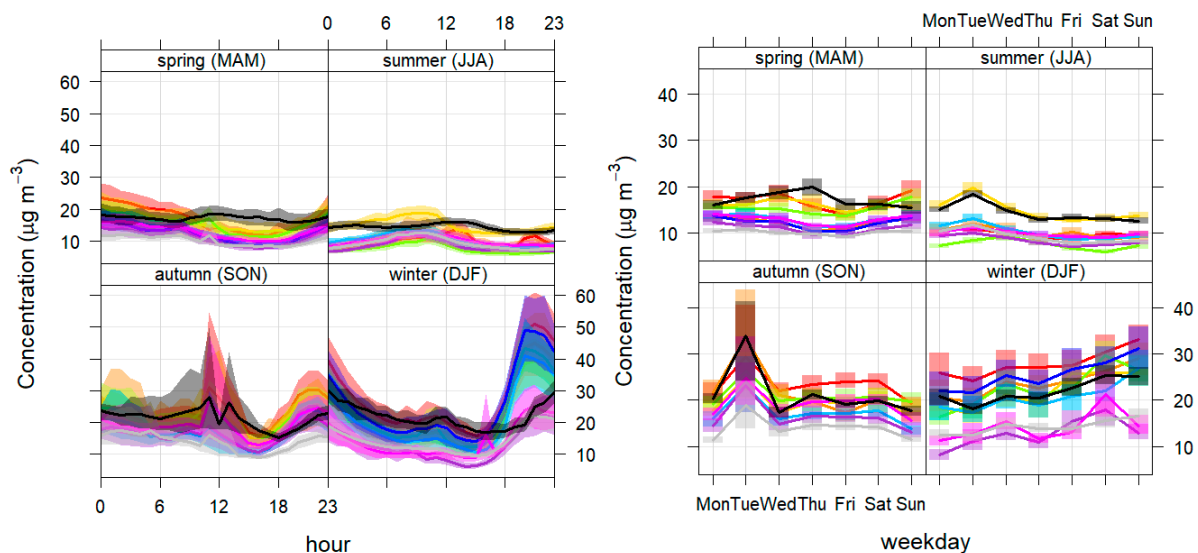 0 6 12 18 23
spring (MAM) summer (JJA)
60
50
40
30
20
10
autumn (SON) winter (DJF)
60
50
40
30
20
10
0 6 12 18 23
hour
Concentration (µg m⁻³)
MonTueWedThu Fri Sat Sun
spring (MAM) summer (JJA)
40
30
20
10
autumn (SON) winter (DJF)
40
30
20
10
MonTueWedThu Fri Sat Sun
weekday
Concentration (µg m⁻³)